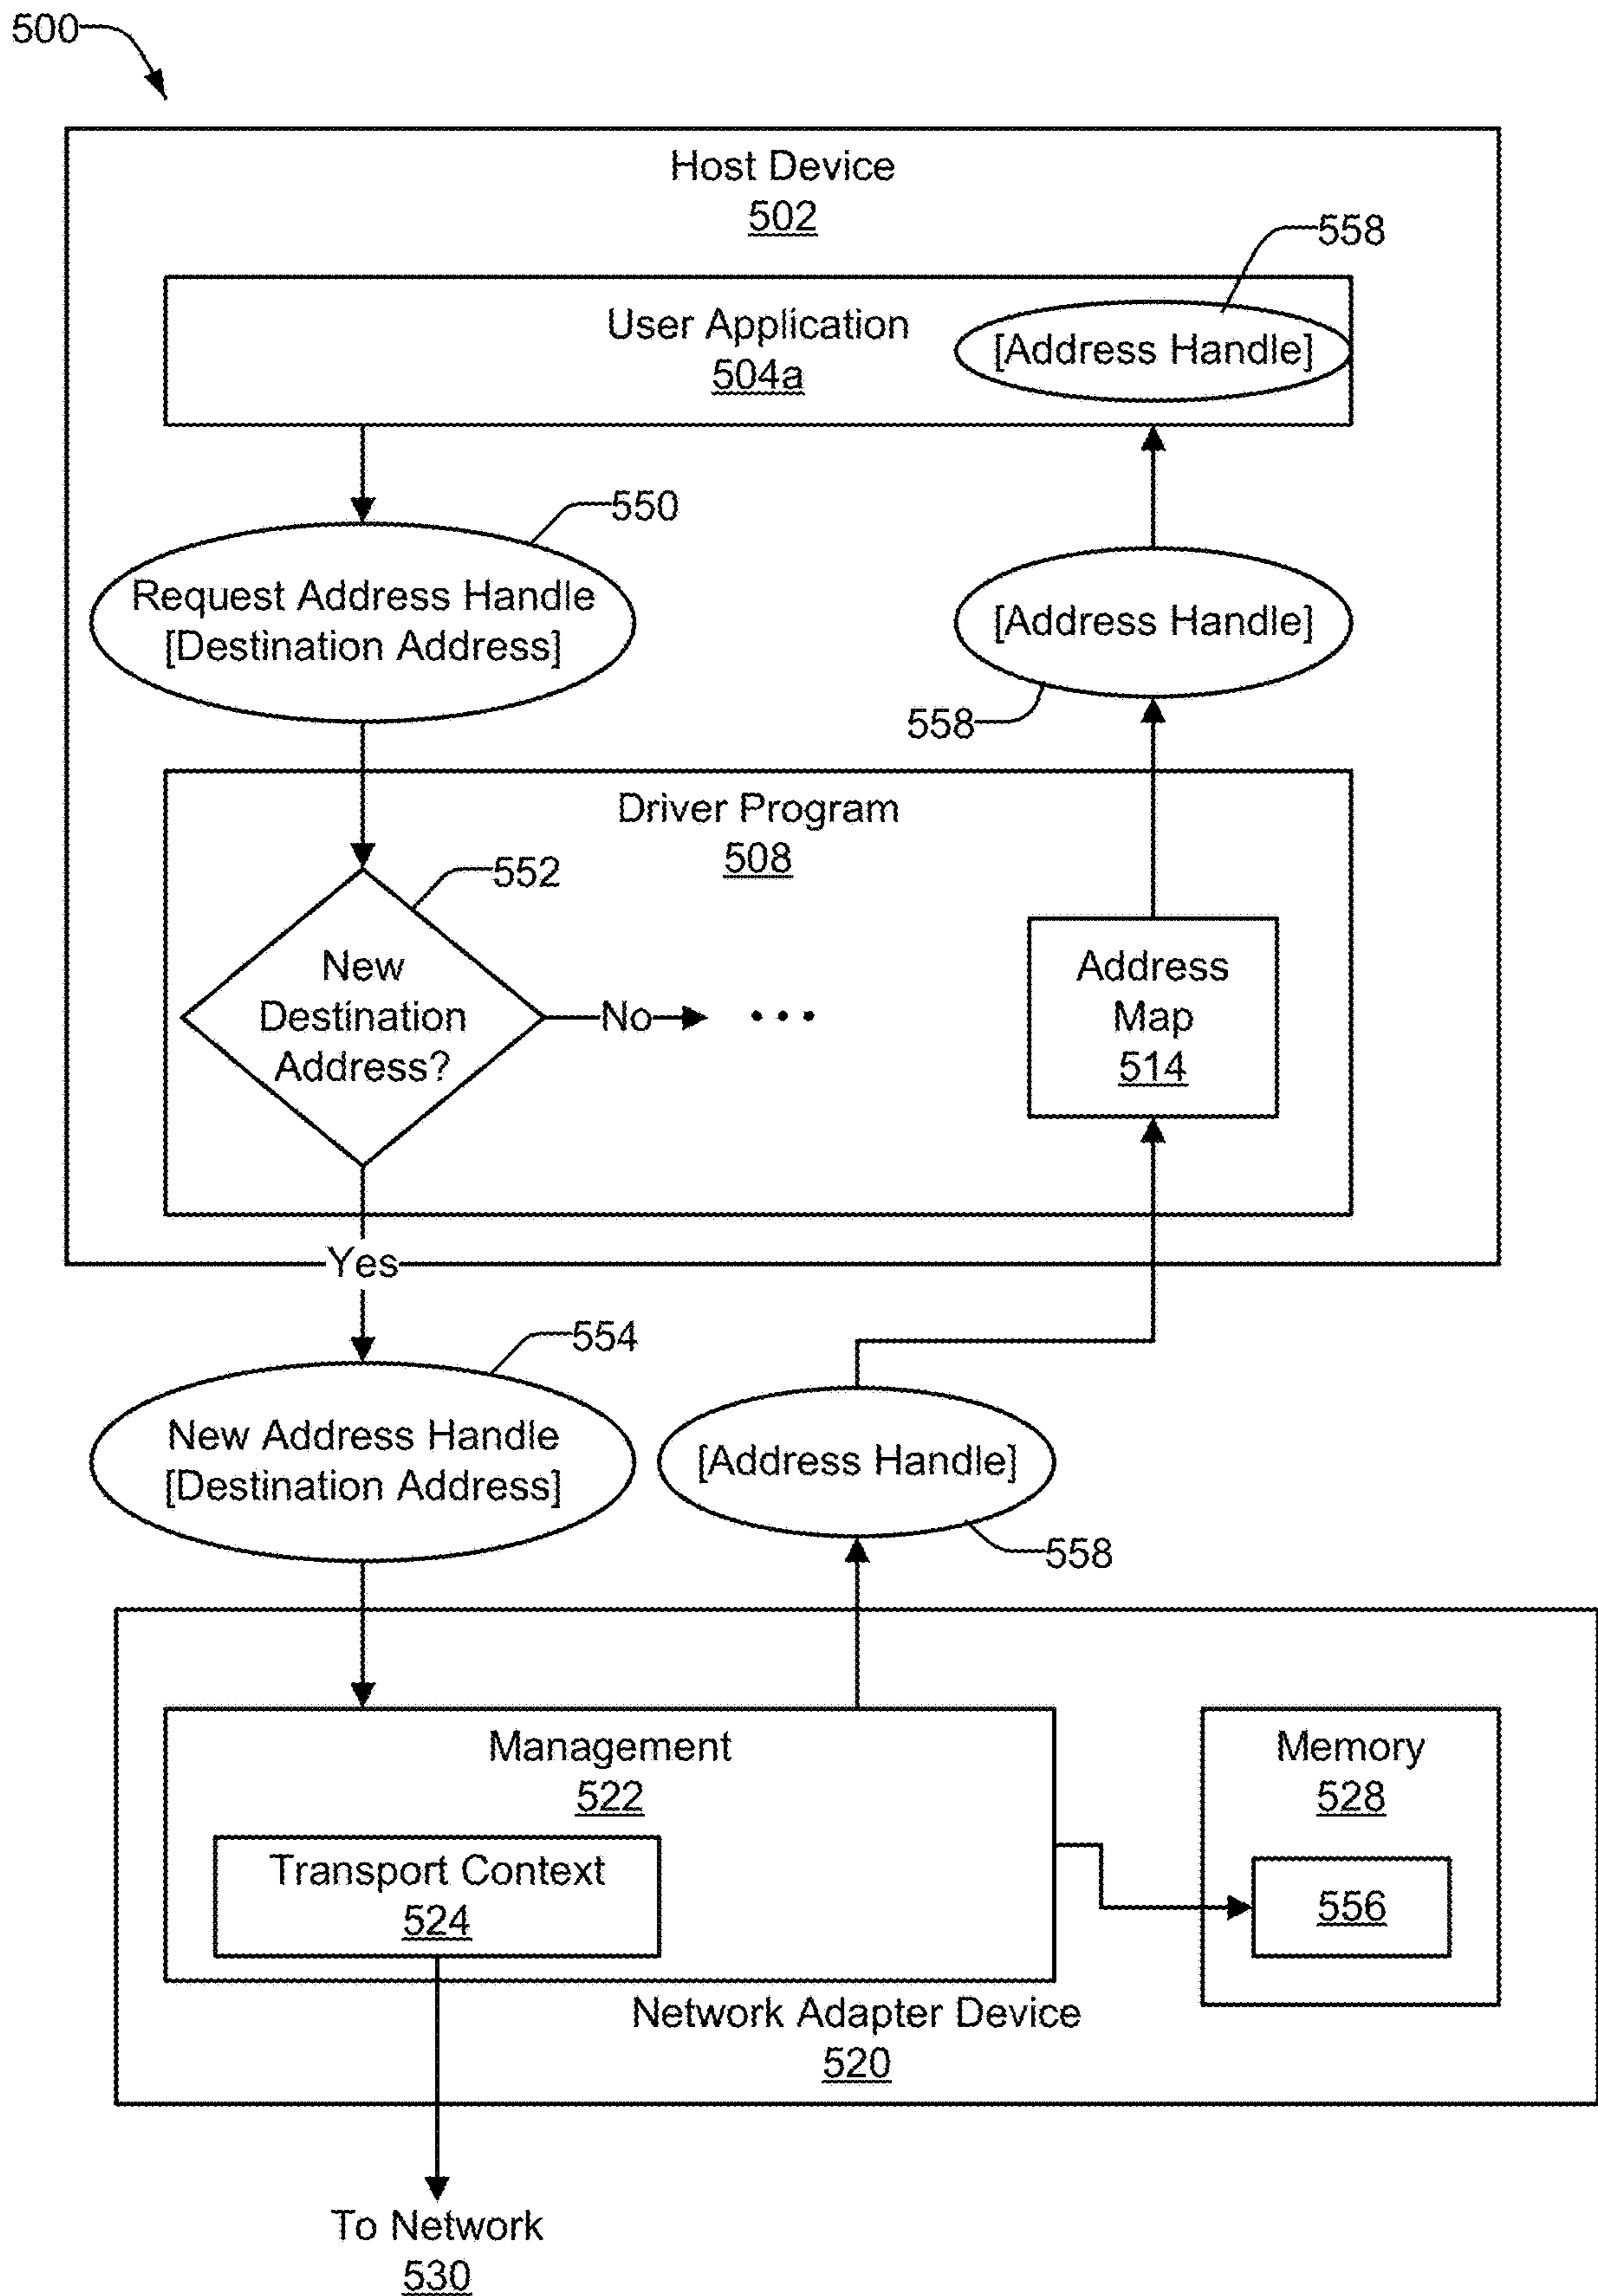 500
Host Device
502
558
User Application
504a
[Address Handle]
550
Request Address Handle
[Destination Address]
[Address Handle]
558
Driver Program
508
552
New
Destination
Address?
No
...
Address
Map
514
Yes
554
New Address Handle
[Destination Address]
[Address Handle]
558
Management
522
Transport Context
524
Memory
528
556
Network Adapter Device
520
To Network
530